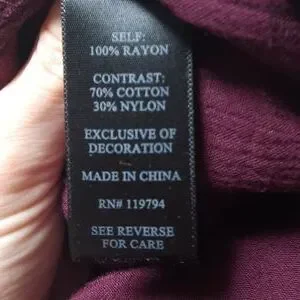 SELF:
100% RAYON
CONTRAST:
70% COTTON
30% NYLON
EXCLUSIVE OF
DECORATION
MADE IN CHINA
RN# 119794
SEE REVERSE
FOR CARE